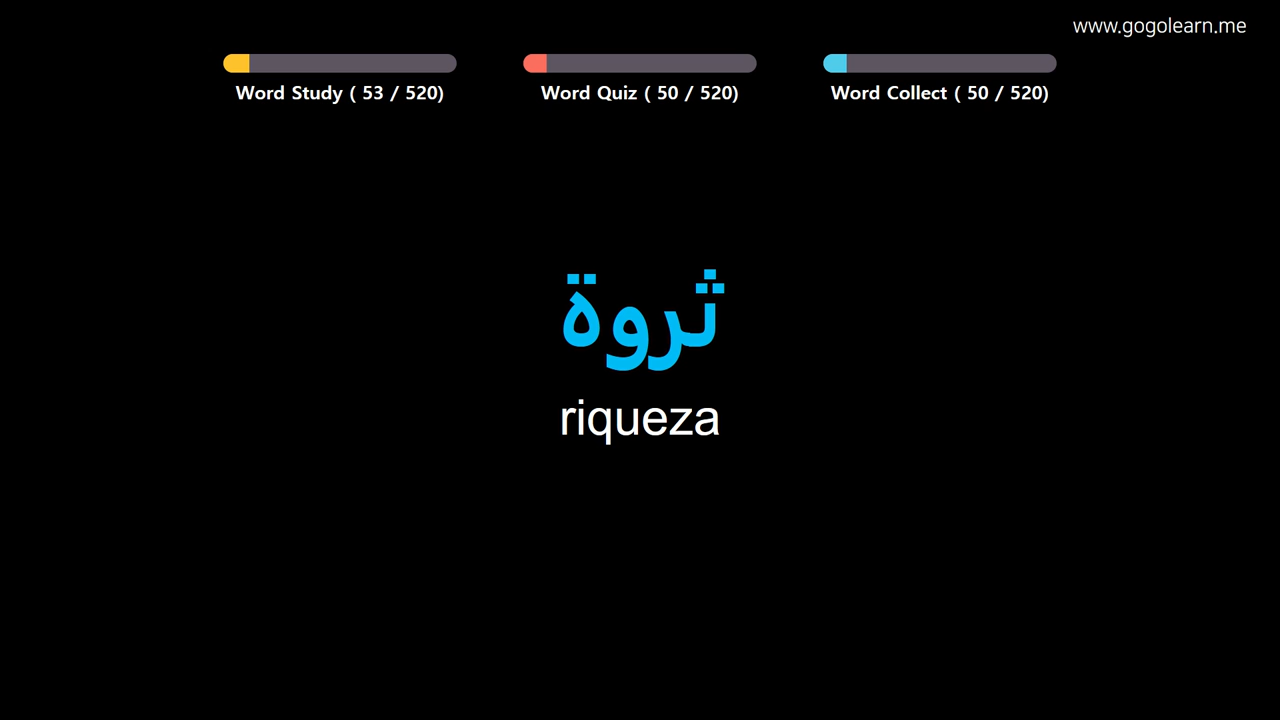 www.gogolearn.me
Word Study ( 53 / 520)
Word Quiz ( 50 / 520)
Word Collect ( 50 / 520)
ثروة
riqueza